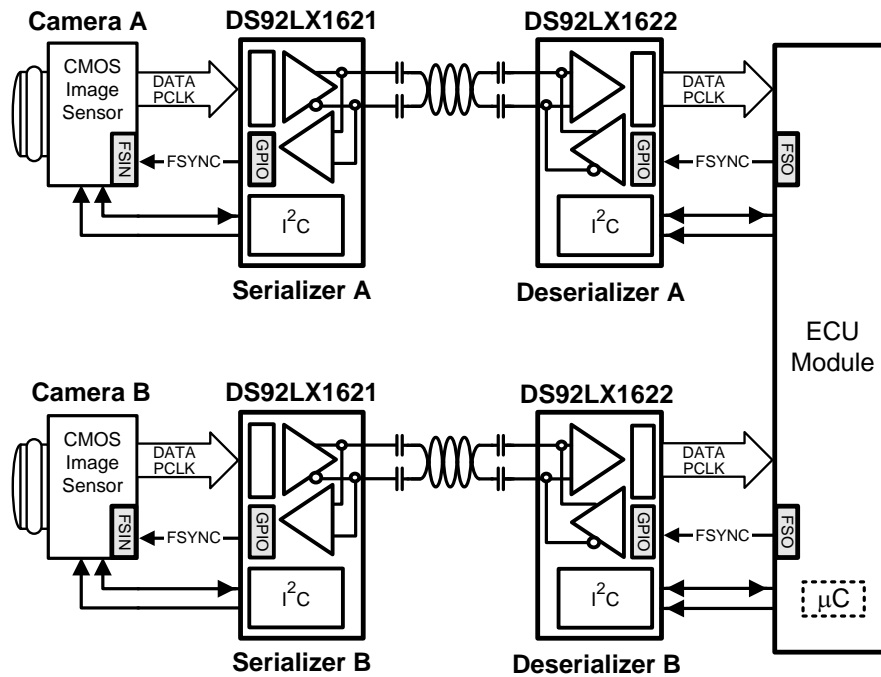 Camera A
DS92LX1621
DS92LX1622
CMOS
Image
Sensor
DATA
PCLK
DATA
PCLK
FSIN
FSYNC
GPIO
GPIO
FSYNC
FSO
I²C
I²C
Serializer A
Deserializer A
ECU
Module
Camera B
DS92LX1621
DS92LX1622
CMOS
Image
Sensor
DATA
PCLK
DATA
PCLK
FSIN
FSYNC
GPIO
GPIO
FSYNC
FSO
I²C
I²C
μC
Serializer B
Deserializer B